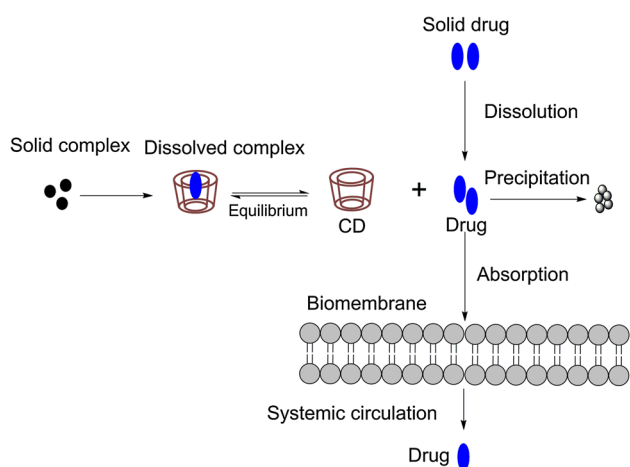 Solid drug
Dissolution
Solid complex
Dissolved complex
Equilibrium
CD
+
Drug
Precipitation
Absorption
Biomembrane
Systemic circulation
Drug